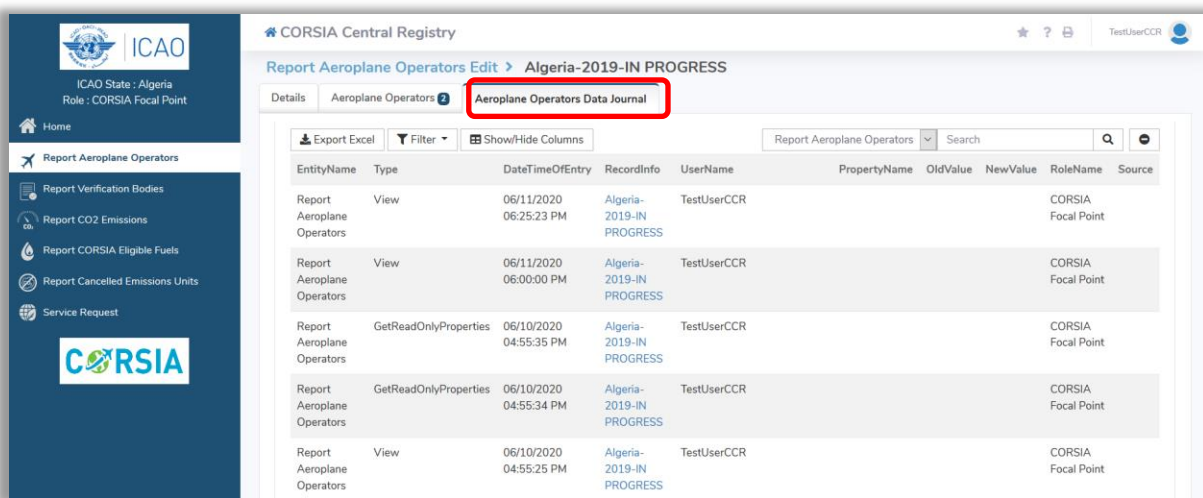 ICAO
ICAO State : Algeria
Role : CORSIA Focal Point
Home
Report Aeroplane Operators
Report Verification Bodies
Report CO2 Emissions
Report CORSIA Eligible Fuels
Report Cancelled Emissions Units
Service Request
CORSIA
CORSIA Central Registry
? TestUserCCR
Report Aeroplane Operators Edit > Algeria-2019-IN PROGRESS
Details Aeroplane Operators 2 Aeroplane Operators Data Journal
Export Excel Filter Show/Hide Columns Report Aeroplane Operators Search
EntityName Type DateTimeOfEntry RecordInfo UserName PropertyName OldValue NewValue RoleName Source
Report View 06/11/2020 Algeria- TestUserCCR CORSIA
Aeroplane 06:25:23 PM 2019-IN Focal Point
Operators PROGRESS
Report View 06/11/2020 Algeria- TestUserCCR CORSIA
Aeroplane 06:00:00 PM 2019-IN Focal Point
Operators PROGRESS
Report GetReadOnlyProperties 06/10/2020 Algeria- TestUserCCR CORSIA
Aeroplane 04:55:35 PM 2019-IN Focal Point
Operators PROGRESS
Report GetReadOnlyProperties 06/10/2020 Algeria- TestUserCCR CORSIA
Aeroplane 04:55:34 PM 2019-IN Focal Point
Operators PROGRESS
Report View 06/10/2020 Algeria- TestUserCCR CORSIA
Aeroplane 04:55:25 PM 2019-IN Focal Point
Operators PROGRESS